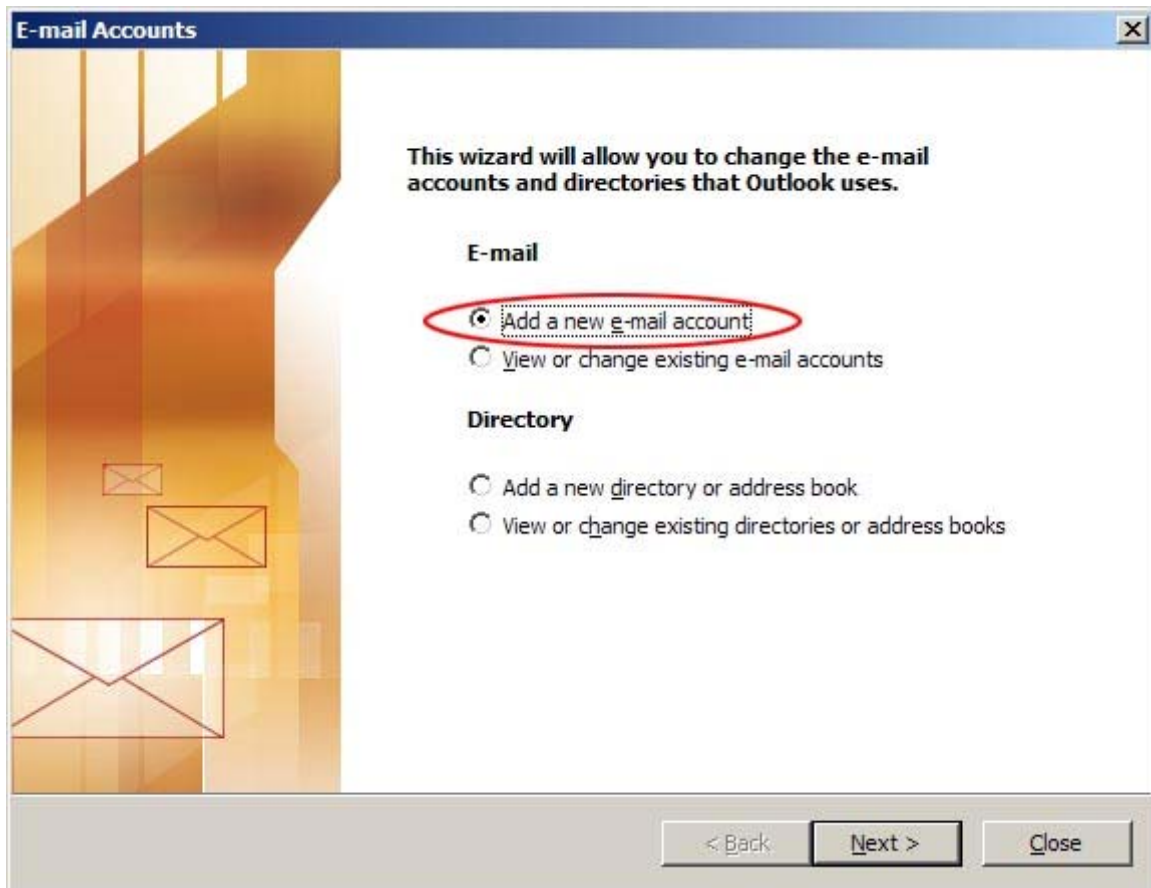 E-mail Accounts
This wizard will allow you to change the e-mail
accounts and directories that Outlook uses.
E-mail
Add a new e-mail account
View or change existing e-mail accounts
Directory
Add a new directory or address book
View or change existing directories or address books
< Back
Next >
Close